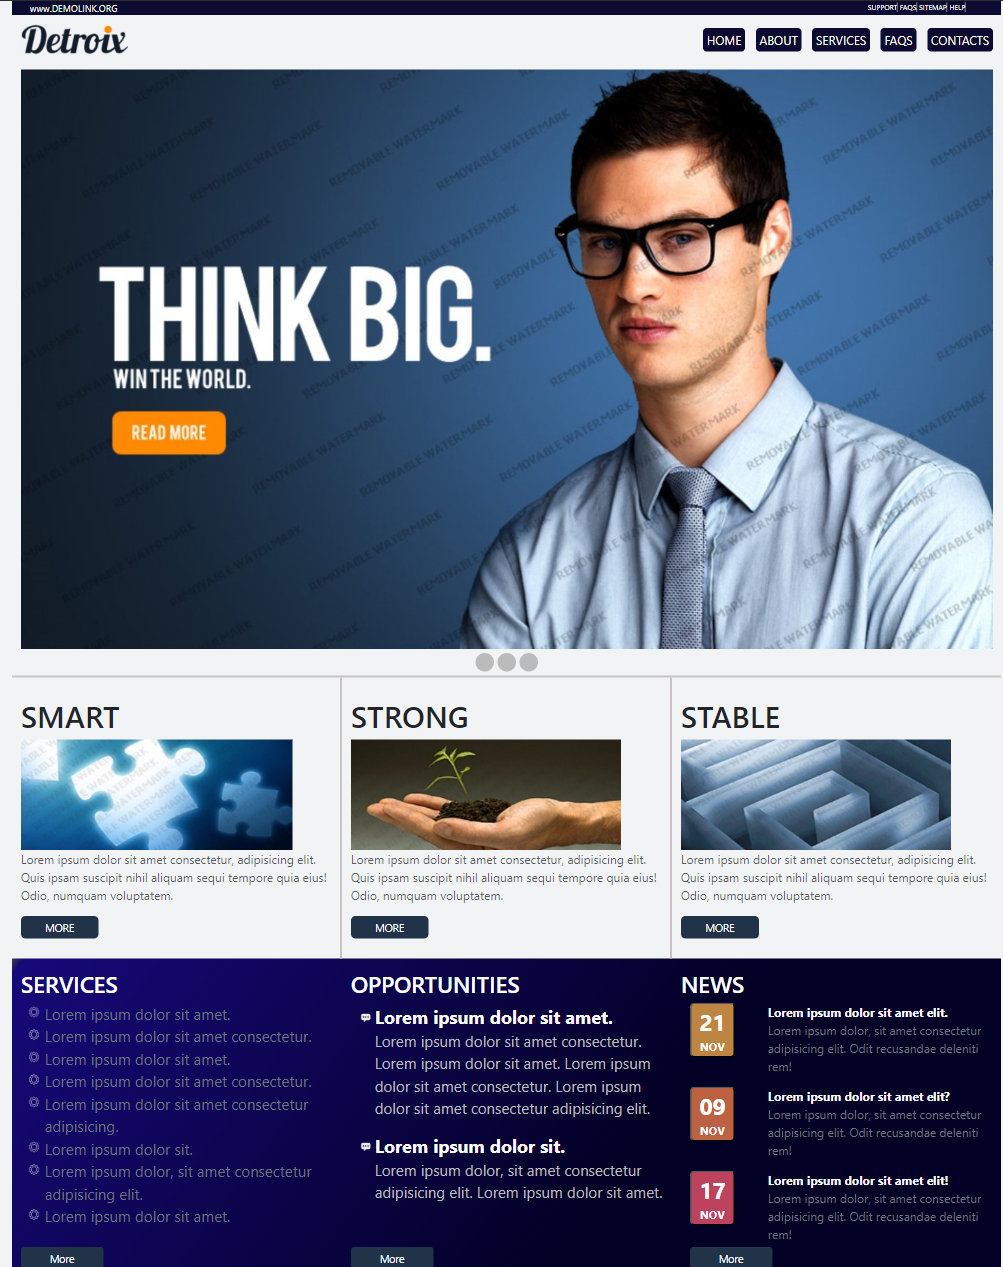 www.DEMOLINK.ORG
SUPPORT FAQS SITEMAP HELP
Detroix
HOME ABOUT SERVICES FAQS CONTACTS
THINK BIG.
WIN THE WORLD.
READ MORE
REMOVABLE WATERMARK
SMART
Lorem ipsum dolor sit amet consectetur, adipisicing elit.
Quis ipsam suscipit nihil aliquam sequi tempore quia eius!
Odio, numquam voluptatem.
MORE
STRONG
Lorem ipsum dolor sit amet consectetur, adipisicing elit.
Quis ipsam suscipit nihil aliquam sequi tempore quia eius!
Odio, numquam voluptatem.
MORE
STABLE
Lorem ipsum dolor sit amet consectetur, adipisicing elit.
Quis ipsam suscipit nihil aliquam sequi tempore quia eius!
Odio, numquam voluptatem.
MORE
SERVICES
Lorem ipsum dolor sit amet.
Lorem ipsum dolor sit amet consectetur.
Lorem ipsum dolor sit amet.
Lorem ipsum dolor sit amet consectetur.
Lorem ipsum dolor sit amet consectetur
adipisicing.
Lorem ipsum dolor sit.
Lorem ipsum dolor, sit amet consectetur
adipisicing elit.
Lorem ipsum dolor sit amet.
More
OPPORTUNITIES
Lorem ipsum dolor sit amet.
Lorem ipsum dolor sit amet consectetur.
Lorem ipsum dolor sit amet. Lorem ipsum
dolor sit amet consectetur. Lorem ipsum
dolor sit amet consectetur adipisicing elit.
Lorem ipsum dolor sit.
Lorem ipsum dolor, sit amet consectetur
adipisicing elit. Lorem ipsum dolor sit amet.
More
NEWS
21
NOV
Lorem ipsum dolor sit amet elit.
Lorem ipsum dolor, sit amet consectetur
adipisicing elit. Odit recusandae deleniti
rem!
09
NOV
Lorem ipsum dolor sit amet elit?
Lorem ipsum dolor, sit amet consectetur
adipisicing elit. Odit recusandae deleniti
rem!
17
NOV
Lorem ipsum dolor sit amet elit!
Lorem ipsum dolor, sit amet consectetur
adipisicing elit. Odit recusandae deleniti
rem!
More